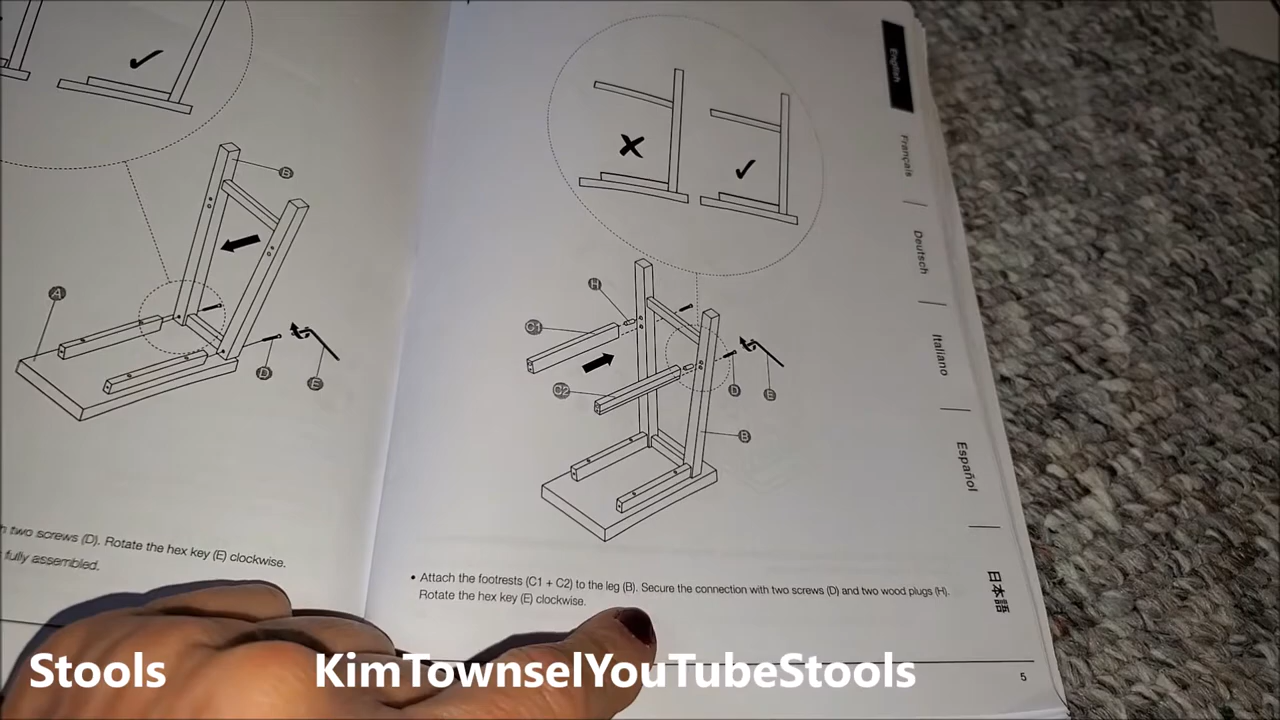 B
A
D
E
two screws (D). Rotate the hex key (E) clockwise.
fully assembled.
H
C1
C2
D
E
B
• Attach the footrests (C1 + C2) to the leg (B). Secure the connection with two screws (D) and two wood plugs (H).
Rotate the hex key (E) clockwise.
English
Français
Deutsch
Italiano
Español
日本語
5
Stools KimTownselYouTubeStools